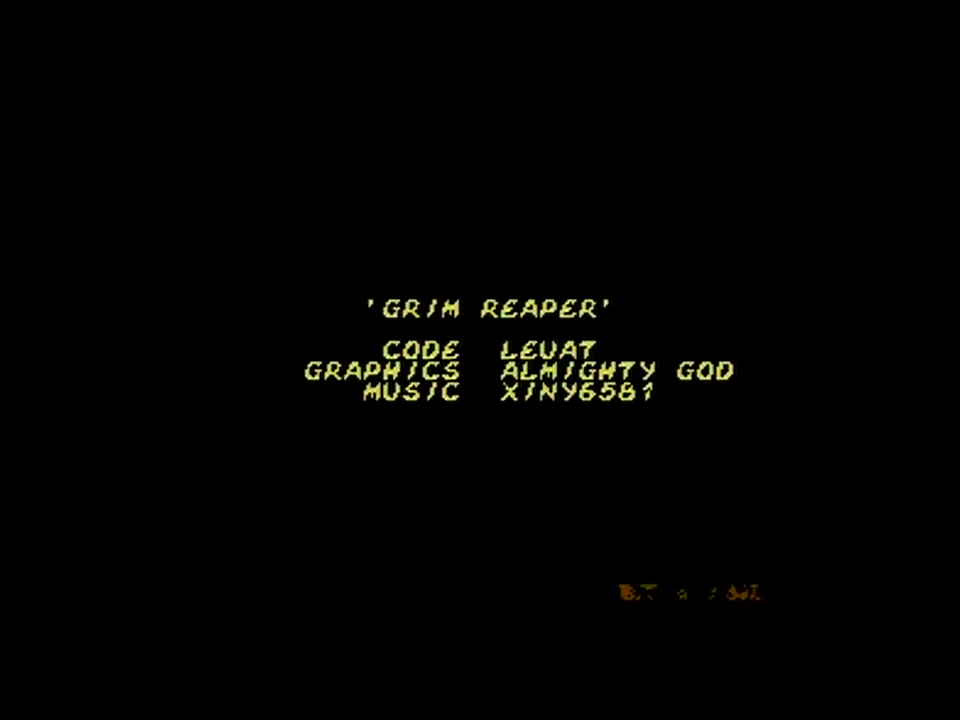 'GRIM REAPER'
CODE LEVAT
GRAPHICS ALMIGHTY GOD
MUSIC XINY6581